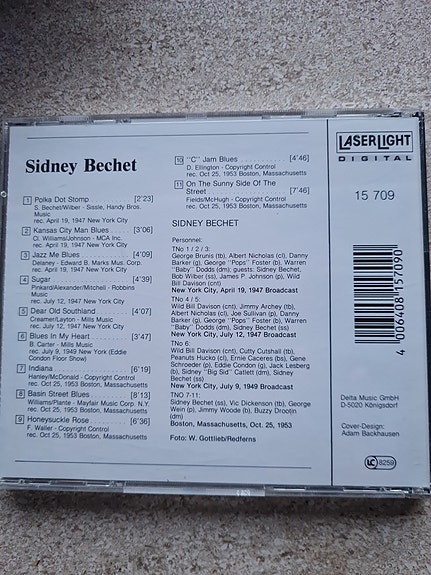 Sidney Bechet
1 Polka Dot Stomp . . . . . . . . . . [2'23]
S. Bechet/Wilber - Sissle, Handy Bros.
Music
rec. April 19, 1947 New York City
2 Kansas City Man Blues . . . . [3'06]
Cl. Williams/Johnson - MCA Inc.
rec. April 19, 1947 New York City
3 Jazz Me Blues . . . . . . . . . . . [4'09]
Delaney - Edward B. Marks Mus. Corp.
rec. April 19, 1947 New York City
4 Sugar . . . . . . . . . . . . . . . . . . [4'39]
Pinkard/Alexander/Mitchell - Robbins
Music
rec. July 12, 1947 New York City
5 Dear Old Southland . . . . . . . [4'07]
Creamer/Layton - Mills Music
rec. July 12, 1947 New York City
6 Blues In My Heart . . . . . . . . [3'47]
B. Carter - Mills Music
rec. July 9, 1949 New York City (Eddie
Condon Floor Show)
7 Indiana . . . . . . . . . . . . . . . . . [6'19]
Hanley/McDonald - Copyright Control
rec. Oct 25, 1953 Boston, Massachusetts
8 Basin Street Blues . . . . . . . . [8'13]
Williams/Plante - Mayfair Music Corp. N.Y.
rec. Oct 25, 1953 Boston, Massachusetts
9 Honeysuckle Rose . . . . . . . . [6'36]
F. Waller - Copyright Control
rec. Oct. 25, 1953 Boston, Massachusetts
10 "C" Jam Blues . . . . . . . . . . . [4'46]
D. Ellington - Copyright Control
rec. Oct 25, 1953 Boston, Massachusetts
11 On The Sunny Side Of The
Street . . . . . . . . . . . . . . . . . . [7'46]
Fields/McHugh - Copyright Control
rec. Oct 25, 1953 Boston, Massachusetts
SIDNEY BECHET
Personnel:
TNo 1 / 2 / 3:
George Brunis (tb), Albert Nicholas (cl), Danny
Barker (g), George "Pops" Foster (b), Warren
"Baby" Dodds (dm); guests: Sidney Bechet,
Bob Wilber (ss), James P. Johnson (p), Wild
Bill Davison (cnt)
New York City, April 19, 1947 Broadcast
TNo 4 / 5:
Wild Bill Davison (cnt), Jimmy Archey (tb),
Albert Nicholas (cl), Joe Sullivan (p), Danny
Barker (g), George "Pops" Foster (b), Warren
"Baby" Dodds (dm), Sidney Bechet (ss)
New York City, July 12, 1947 Broadcast
TNo 6:
Wild Bill Davison (cnt), Cutty Cutshall (tb),
Peanuts Hucko (cl), Ernie Caceres (bs), Gene
Schroeder (p), Eddie Condon (g), Jack Lesberg
(b), Sidney "Big Sid" Catlett (dm), Sidney
Bechet (ss)
New York City, July 9, 1949 Broadcast
TNo 7-11:
Sidney Bechet (ss), Vic Dickenson (tb), George
Wein (p), Jimmy Woode (b), Buzzy Drootin
(dm)
Boston, Massachusetts, Oct. 25, 1953
Foto: W. Gottlieb/Redferns
LASERLIGHT
DIGITAL
15 709
4 006408 157090
Delta Music GmbH
D-5020 Königsdorf
Cover-Design:
Adam Backhausen
LC 8259